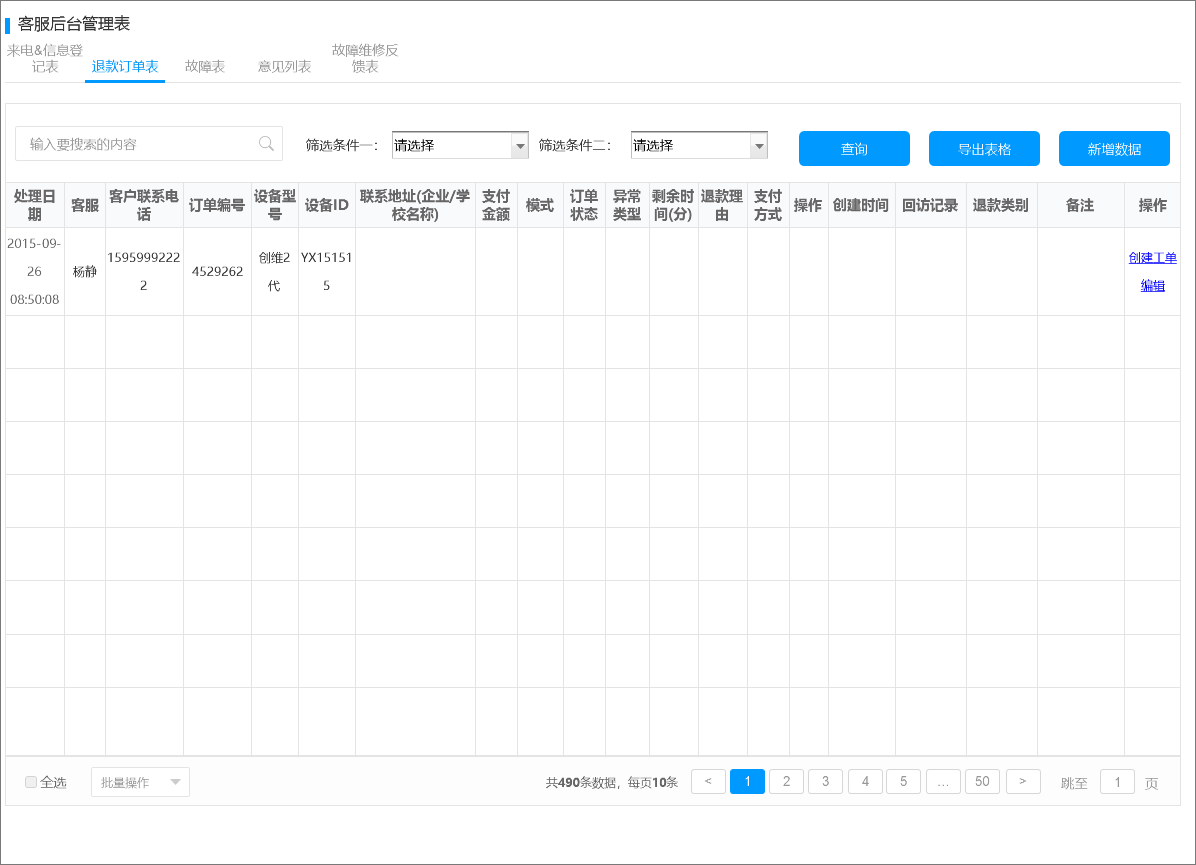 客服后台管理表
来电&信息登
记表
退款订单表
故障表
意见列表
故障维修反
馈表
输入要搜索的内容
筛选条件一：
请选择
筛选条件二：
请选择
查询
导出表格
新增数据
处理日
期
客服
客户联系电
话
订单编号
设备型
号
设备ID
联系地址(企业/学
校名称)
支付
金额
模式
订单
状态
异常
类型
剩余时
间(分)
退款理
由
支付
方式
操作
创建时间
回访记录
退款类别
备注
操作
2015-09-
26
08:50:08
杨静
1595999222
2
4529262
创维2
代
YX15151
5
创建工单
编辑
全选
批量操作
共490条数据，每页10条
<
1
2
3
4
5
...
50
>
跳至
1
页